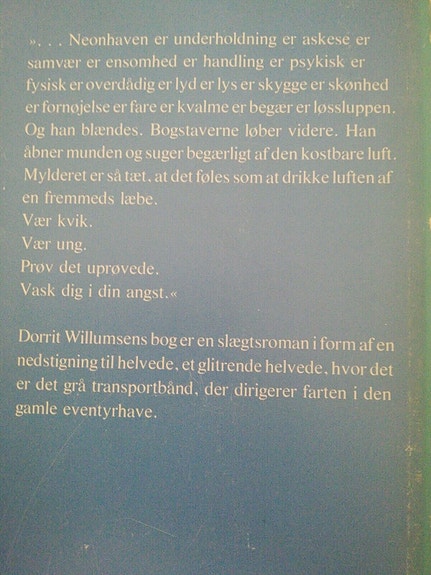 ». . . Neonhaven er underholdning er askese er
samvær er ensomhed er handling er psykisk er
fysisk er overdådig er lyd er lys er skygge er skønhed
er fornøjelse er fare er kvalme er begær er løssluppen.
Og han blændes. Bogstaverne løber videre. Han
åbner munden og suger begærligt af den kostbare luft.
Mylderet er så tæt, at det føles som at drikke luften af
en fremmeds læbe.
Vær kvik.
Vær ung.
Prøv det uprøvede.
Vask dig i din angst.«
Dorrit Willumsens bog er en slægtsroman i form af en
nedstigning til helvede, et glitrende helvede, hvor det
er det grå transportbånd, der dirigerer farten i den
gamle eventyrhave.